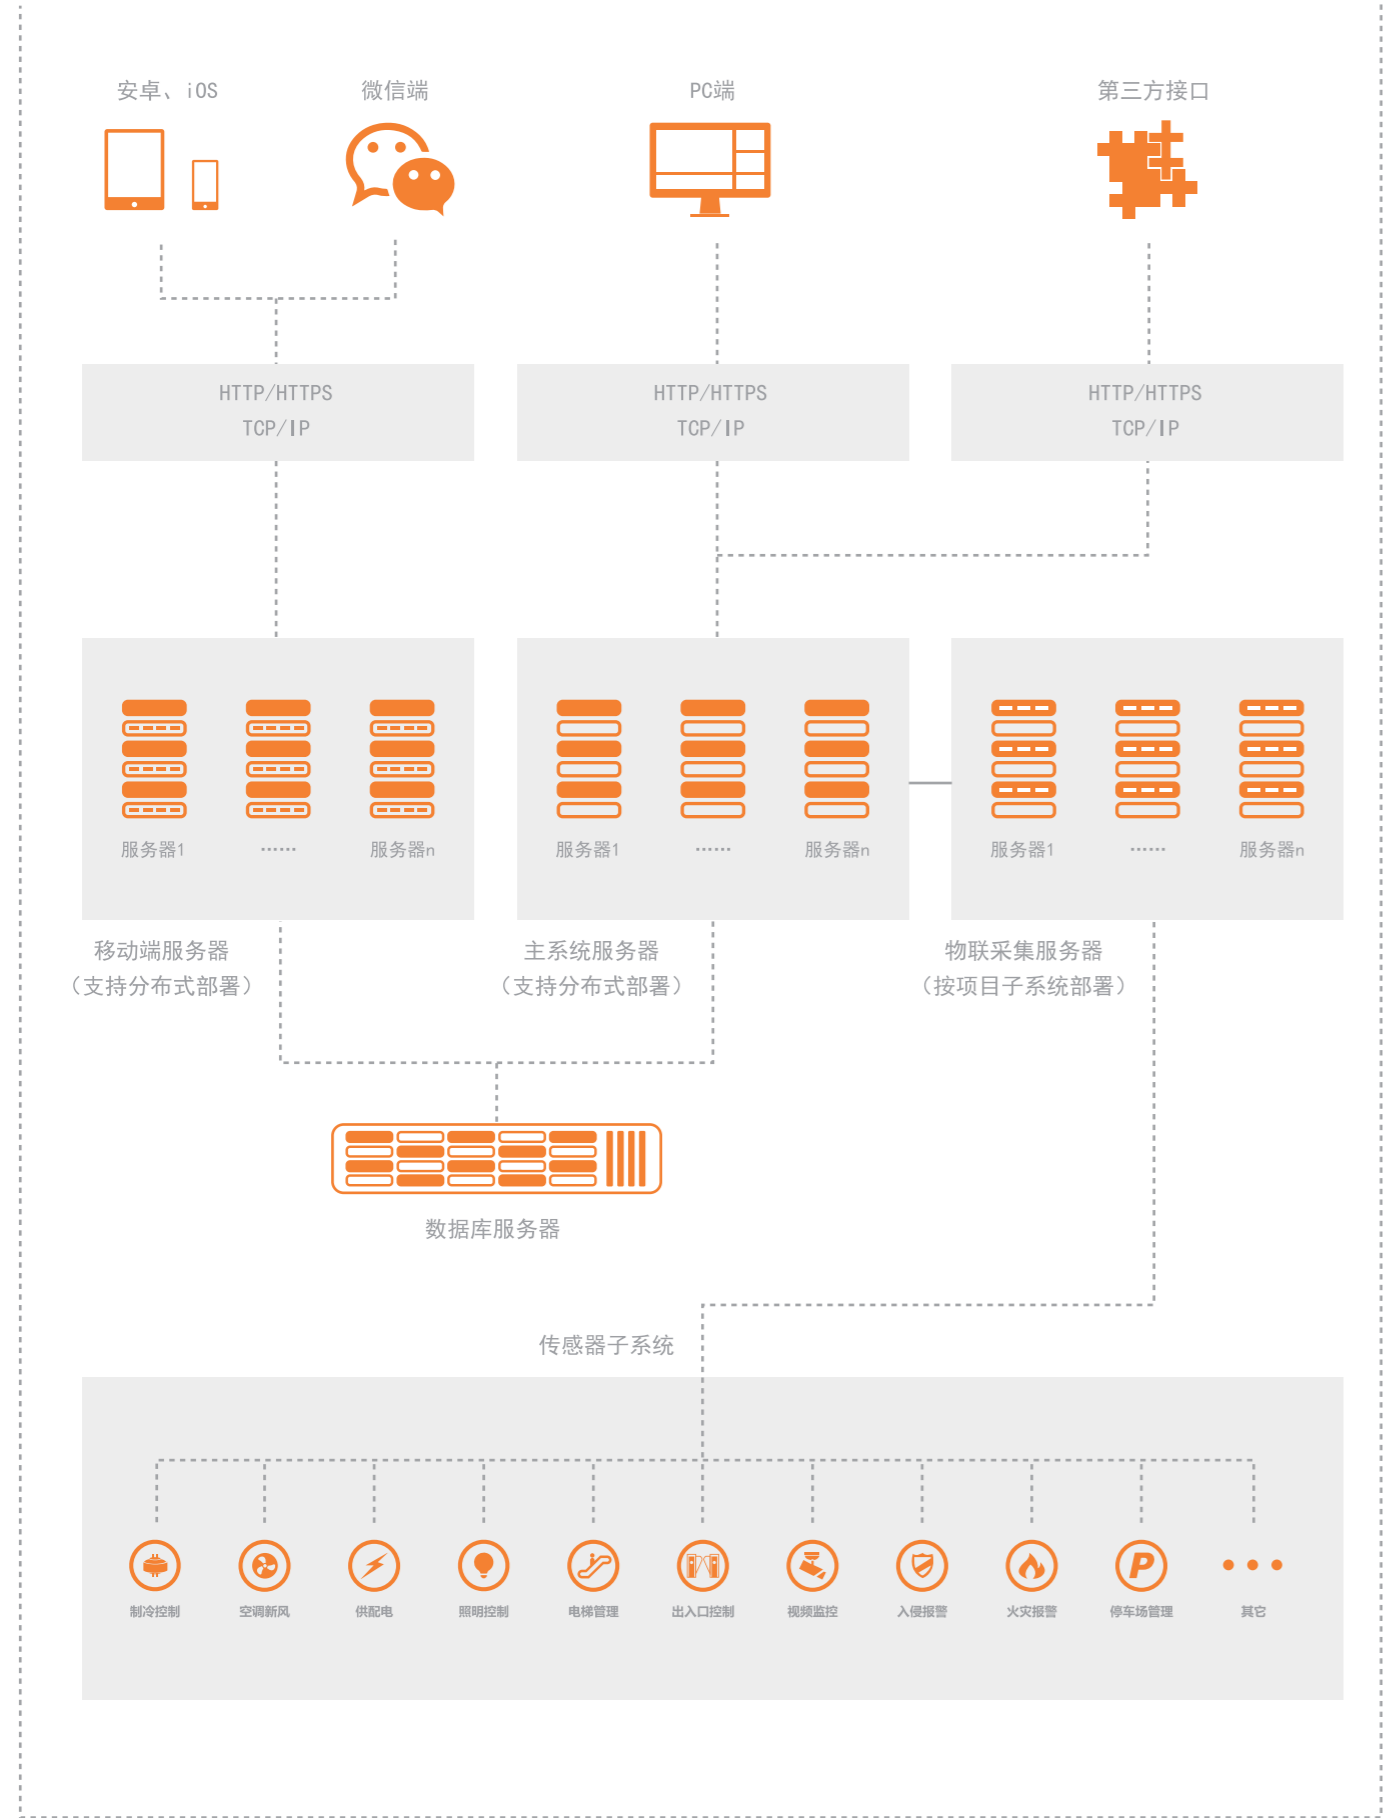 安卓、iOS
微信端
PC端
第三方接口
HTTP/HTTPS
TCP/IP
HTTP/HTTPS
TCP/IP
HTTP/HTTPS
TCP/IP
服务器1
······
服务器n
服务器1
······
服务器n
服务器1
······
服务器n
移动端服务器
（支持分布式部署）
主系统服务器
（支持分布式部署）
物联采集服务器
（按项目子系统部署）
数据库服务器
传感器子系统
P
制冷控制
空调新风
供配电
照明控制
电梯管理
出入口控制
视频监控
入侵报警
火灾报警
停车场管理
其它